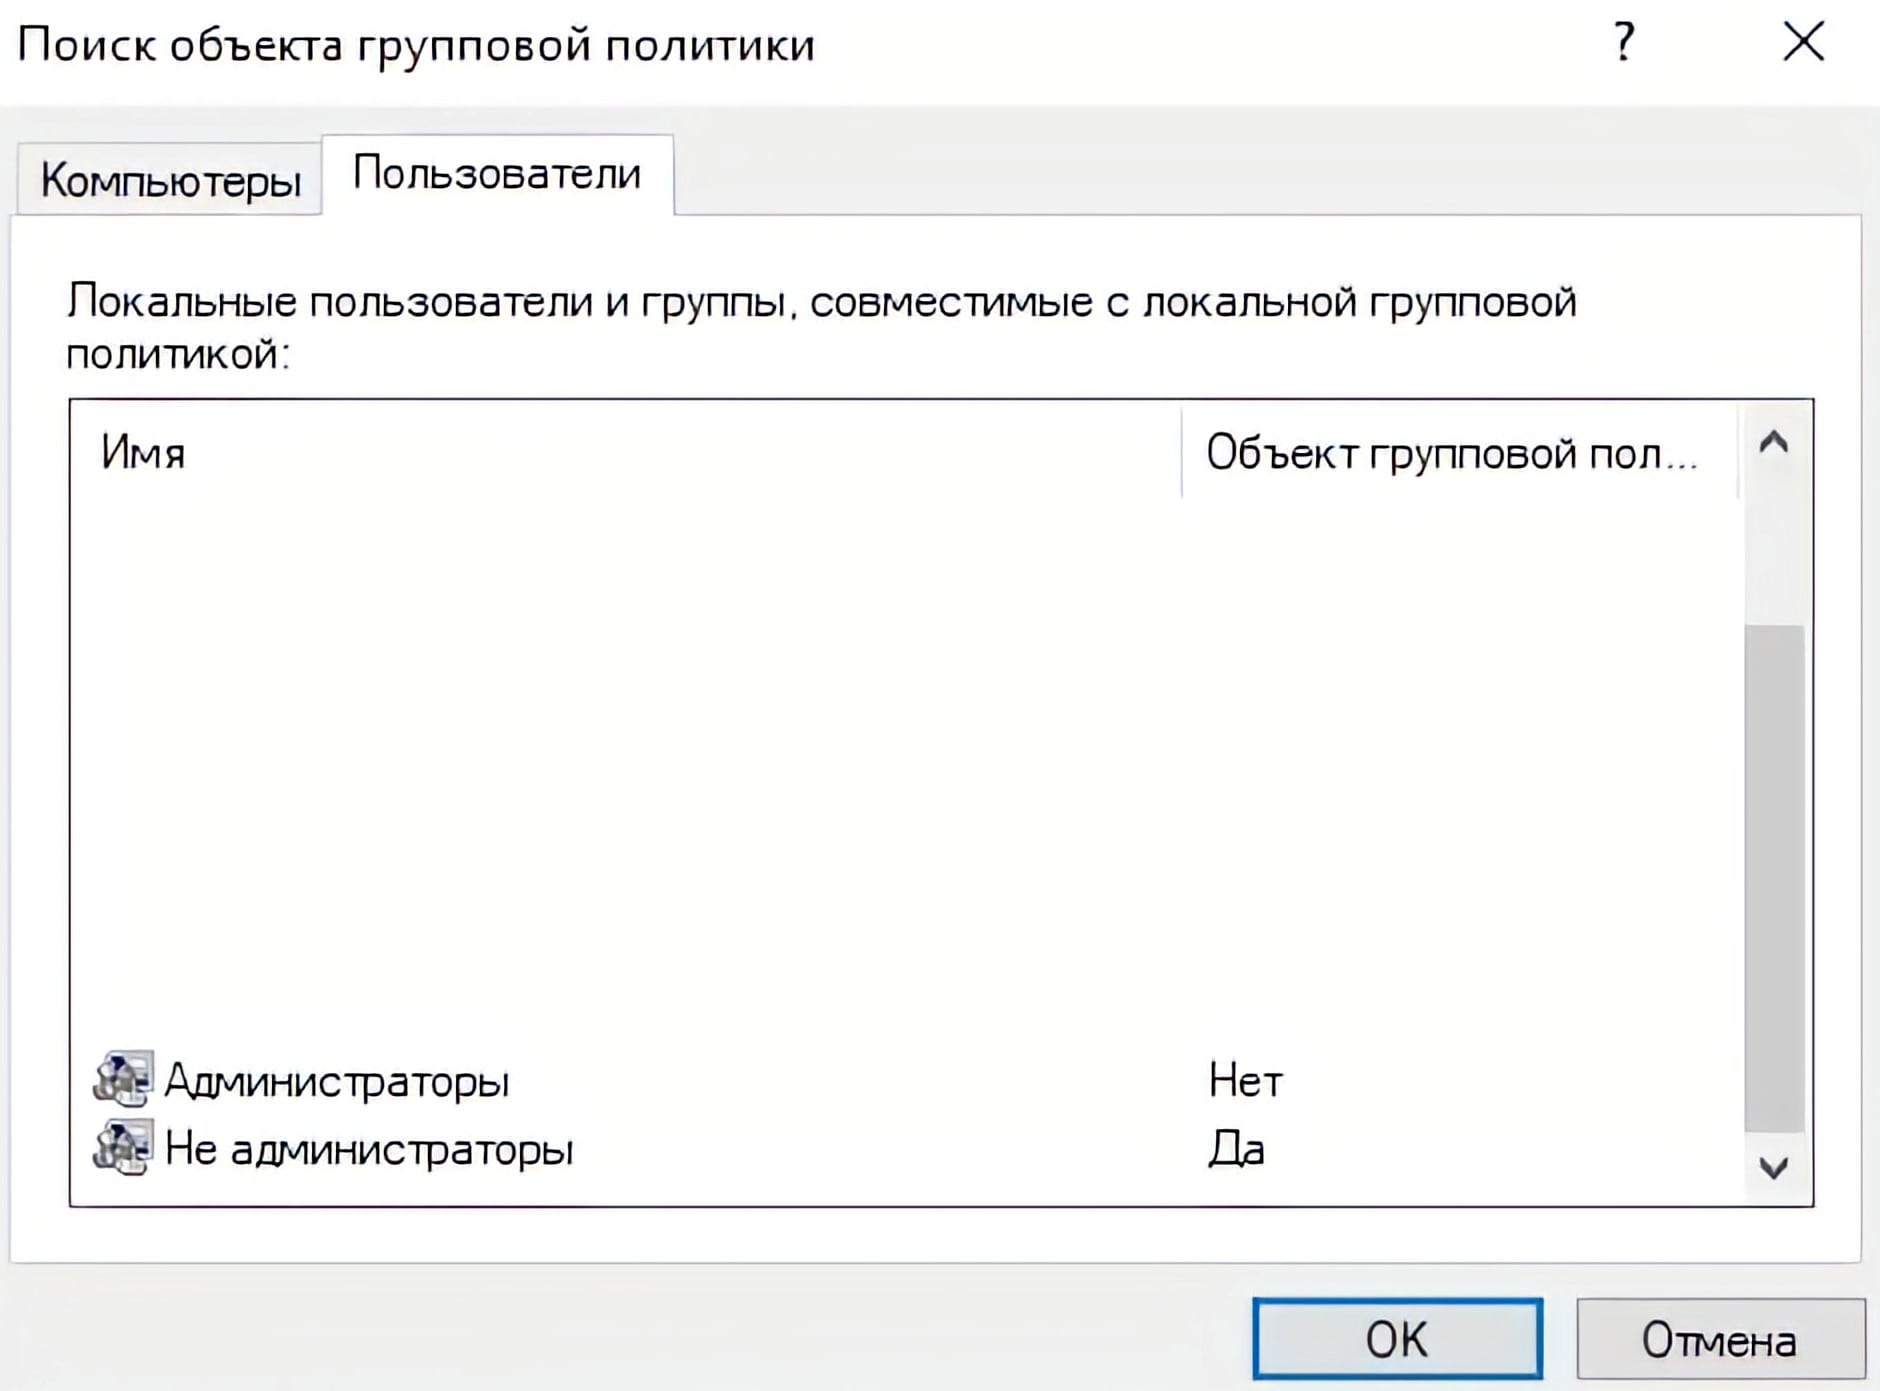 Поиск объекта групповой политики ?
Компьютеры Пользователи
Локальные пользователи и группы, совместимые с локальной групповой
политикой:
Имя Объект групповой пол...
Администраторы Нет
Не администраторы Да
ОК Отмена